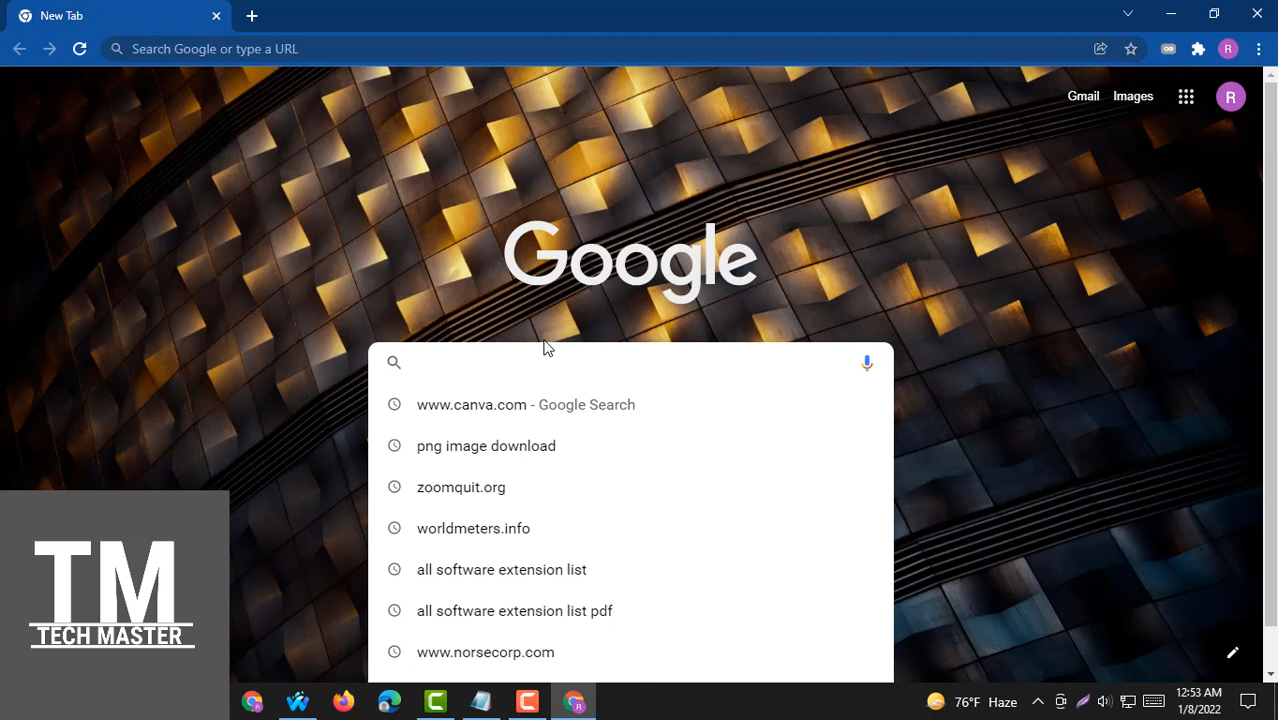 New Tab
Search Google or type a URL
R
Gmail Images R
Google
www.canva.com - Google Search
png image download
zoomquit.org
worldmeters.info
all software extension list
all software extension list pdf
www.norsecorp.com
TM
TECH MASTER
R
76°F Haze
12:53 AM
1/8/2022